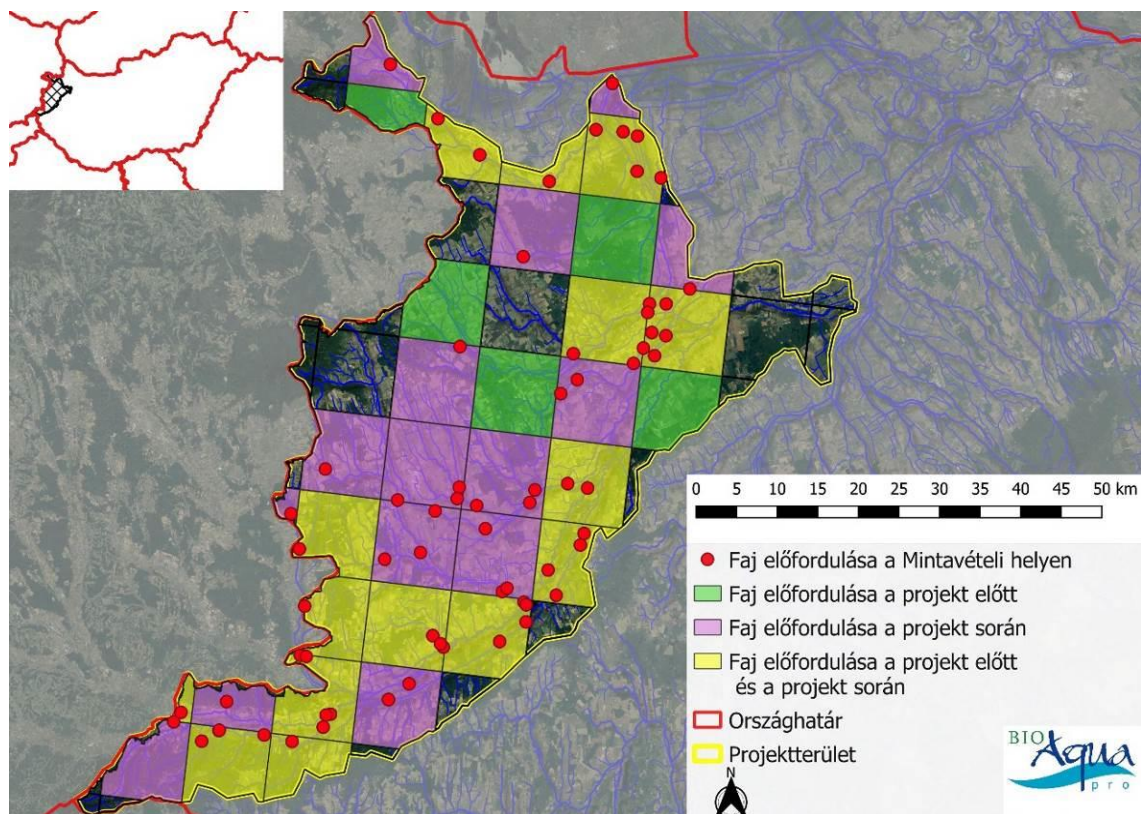 0 5 10 15 20 25 30 35 40 45 50 km
Faj előfordulása a Mintavételi helyen
Faj előfordulása a projekt előtt
Faj előfordulása a projekt során
Faj előfordulása a projekt előtt
és a projekt során
Országhatár
Projektterület
N
BIO
Aqua
pro